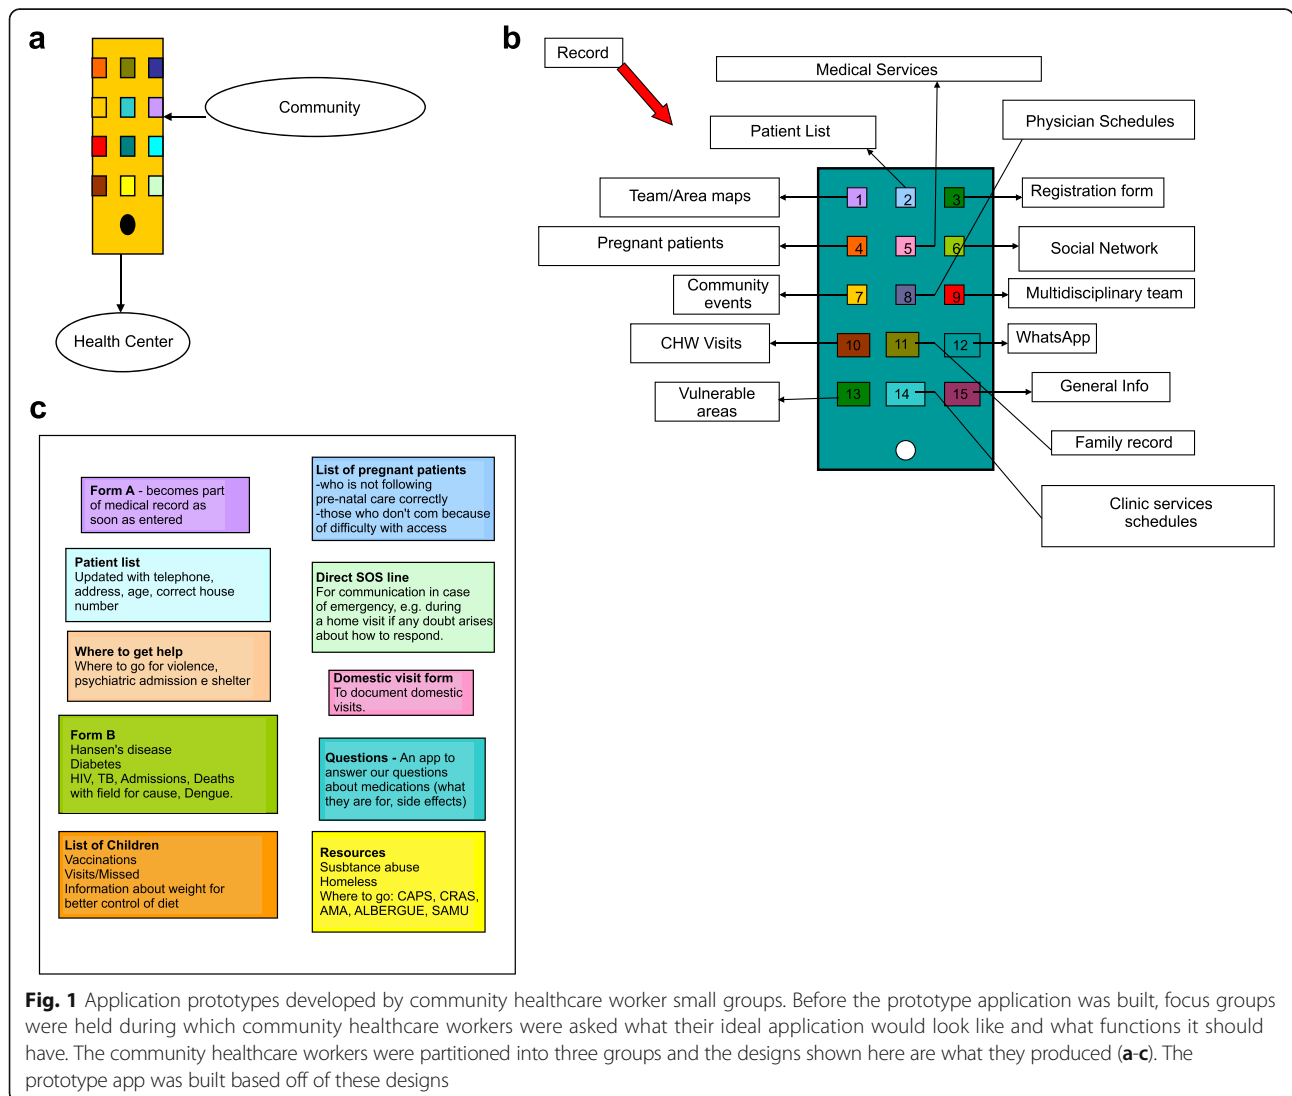 a
Community
Health Center
b
Record
Medical Services
Patient List
Physician Schedules
Team/Area maps
1
2
3
Registration form
Pregnant patients
4
5
6
Social Network
Community
events
7
8
9
Multidisciplinary team
CHW Visits
10
11
12
WhatsApp
Vulnerable
areas
13
14
15
General Info
Family record
Clinic services
schedules
c
Form A - becomes part
of medical record as
soon as entered
List of pregnant patients
-who is not following
pre-natal care correctly
-those who don't com because
of difficulty with access
Patient list
Updated with telephone,
address, age, correct house
number
Direct SOS line
For communication in case
of emergency, e.g. during
a home visit if any doubt arises
about how to respond.
Where to get help
Where to go for violence,
psychiatric admission e shelter
Domestic visit form
To document domestic
visits.
Form B
Hansen's disease
Diabetes
HIV, TB, Admissions, Deaths
with field for cause, Dengue.
Questions - An app to
answer our questions
about medications (what
they are for, side effects)
List of Children
Vaccinations
Visits/Missed
Information about weight for
better control of diet
Resources
Susbtance abuse
Homeless
Where to go: CAPS, CRAS,
AMA, ALBERGUE, SAMU
Fig. 1 Application prototypes developed by community healthcare worker small groups. Before the prototype application was built, focus groups
were held during which community healthcare workers were asked what their ideal application would look like and what functions it should
have. The community healthcare workers were partitioned into three groups and the designs shown here are what they produced (a-c). The
prototype app was built based off of these designs